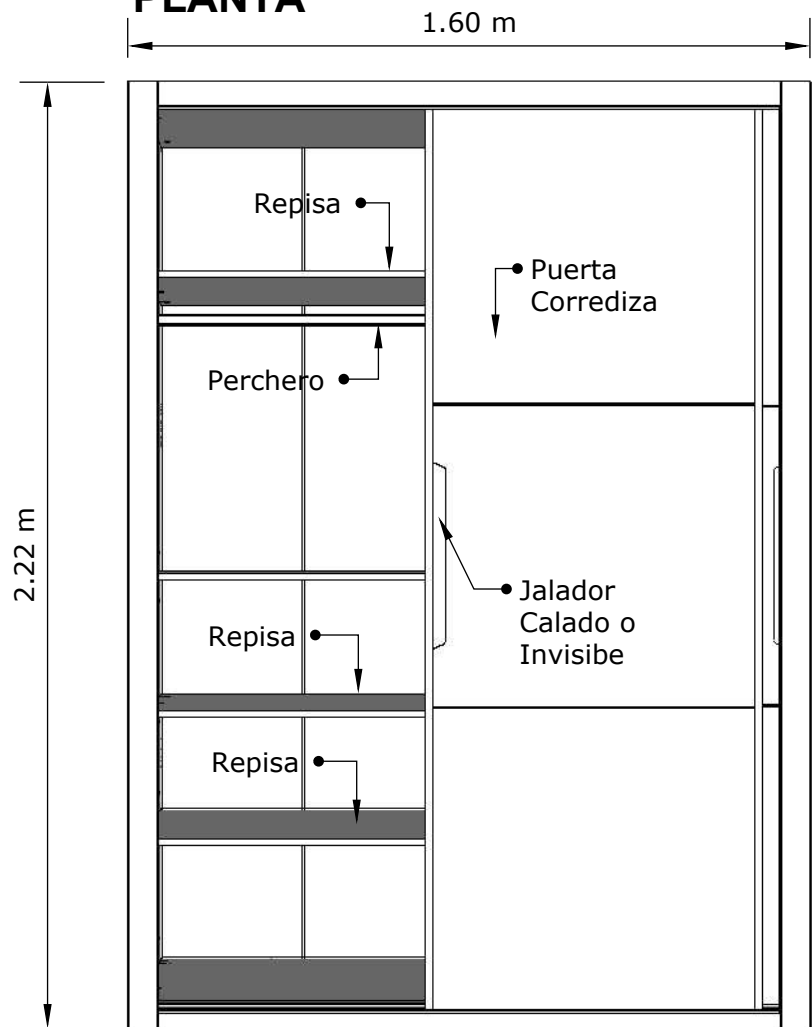 PLANTA
1.60 m
Repisa
Puerta
Corrediza
Perchero
2.22 m
Jalador
Calado o
Invisibe
Repisa
Repisa